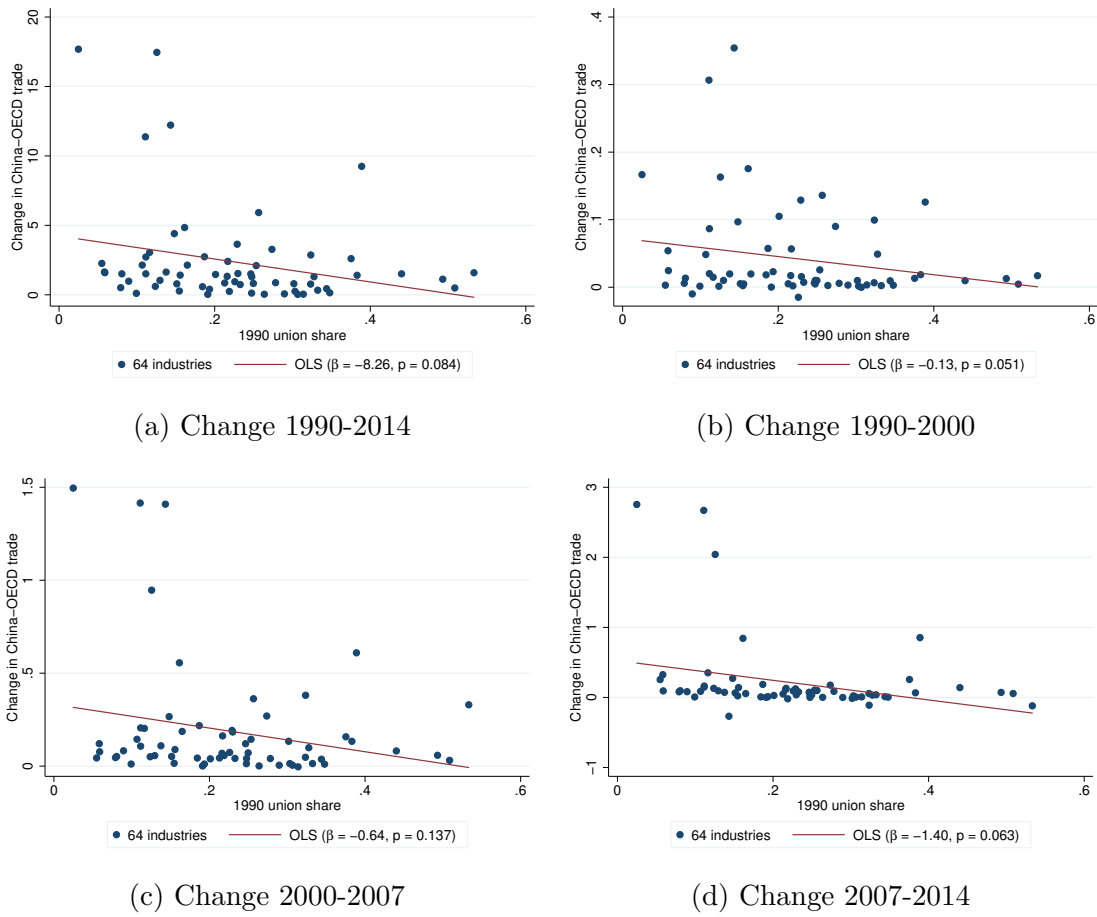 Change in China−OECD trade
20
15
10
5
0
0 .2 .4 .6
1990 union share
64 industries OLS (β = −8.26, p = 0.084)
(a) Change 1990-2014
Change in China−OECD trade
.4
.3
.2
.1
0
0 .2 .4 .6
1990 union share
64 industries OLS (β = −0.13, p = 0.051)
(b) Change 1990-2000
Change in China−OECD trade
1.5
1
.5
0
0 .2 .4 .6
1990 union share
64 industries OLS (β = −0.64, p = 0.137)
(c) Change 2000-2007
Change in China−OECD trade
3
2
1
0
−1
0 .2 .4 .6
1990 union share
64 industries OLS (β = −1.40, p = 0.063)
(d) Change 2007-2014